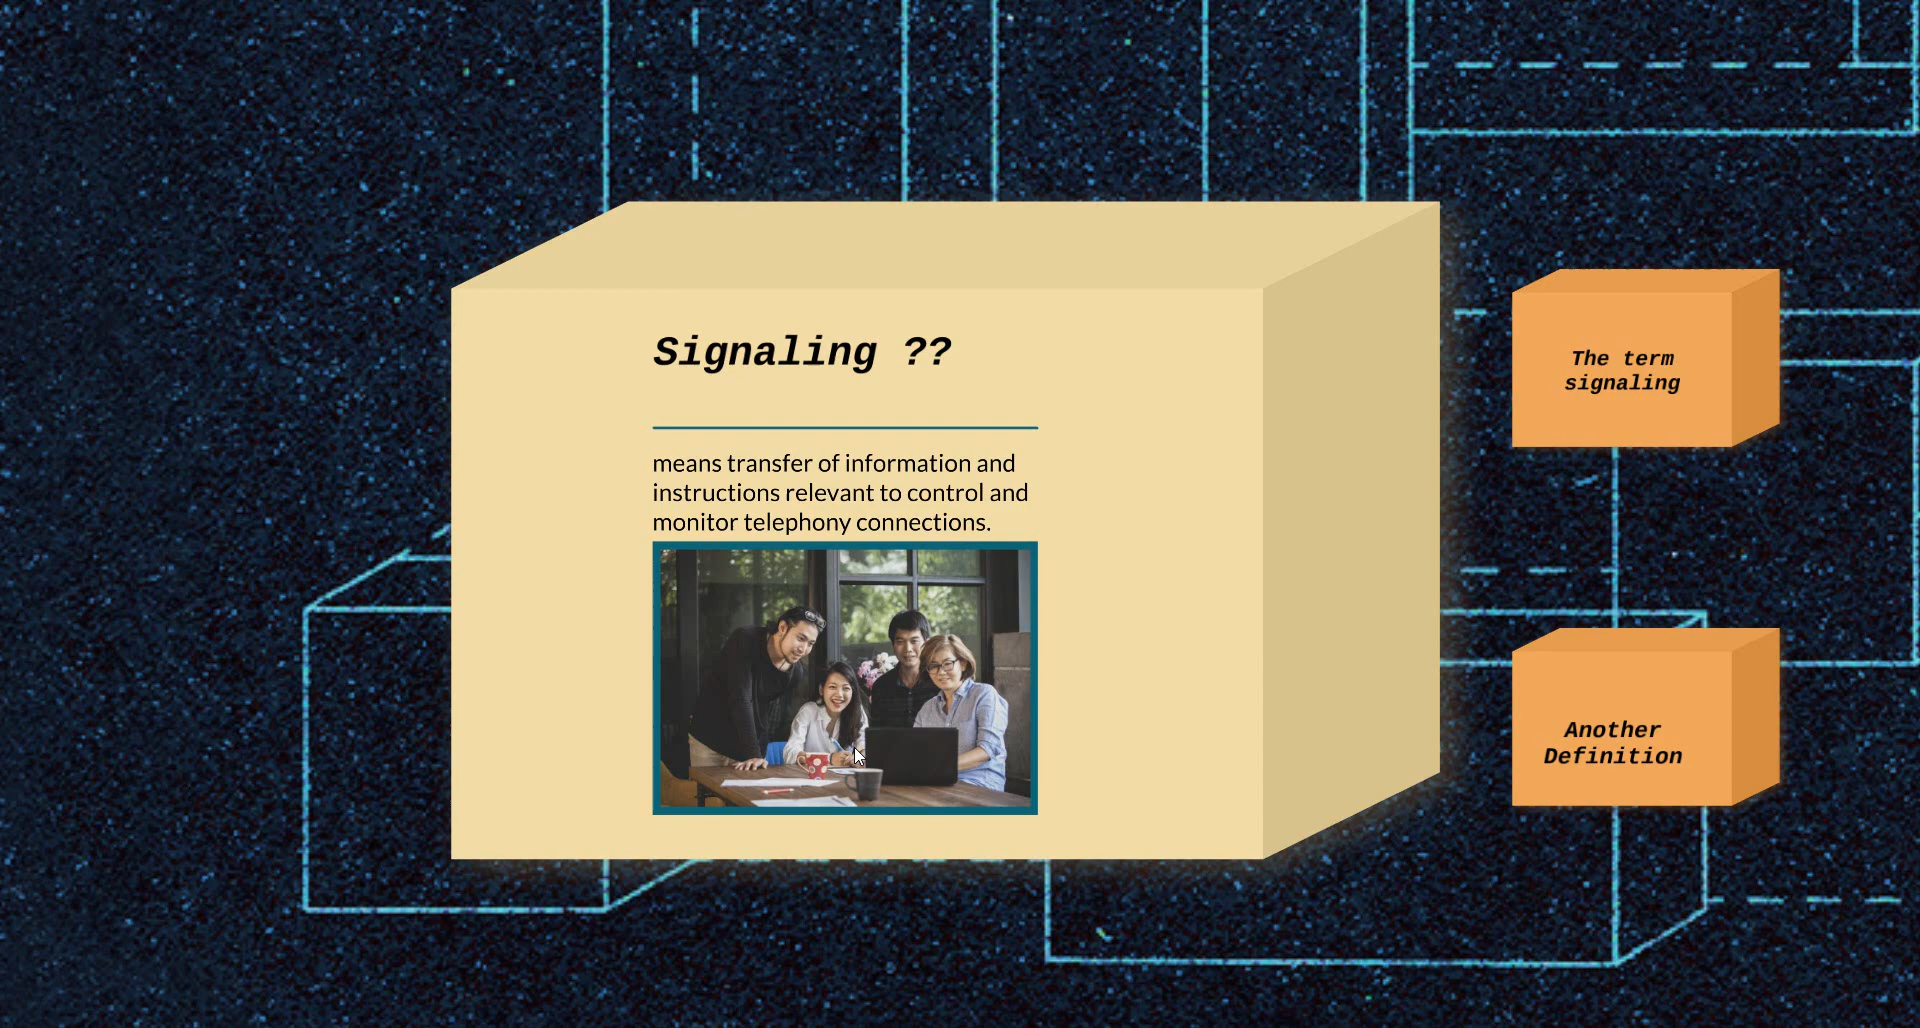 Signaling ??
means transfer of information and
instructions relevant to control and
monitor telephony connections.
The term
signaling
Another
Definition